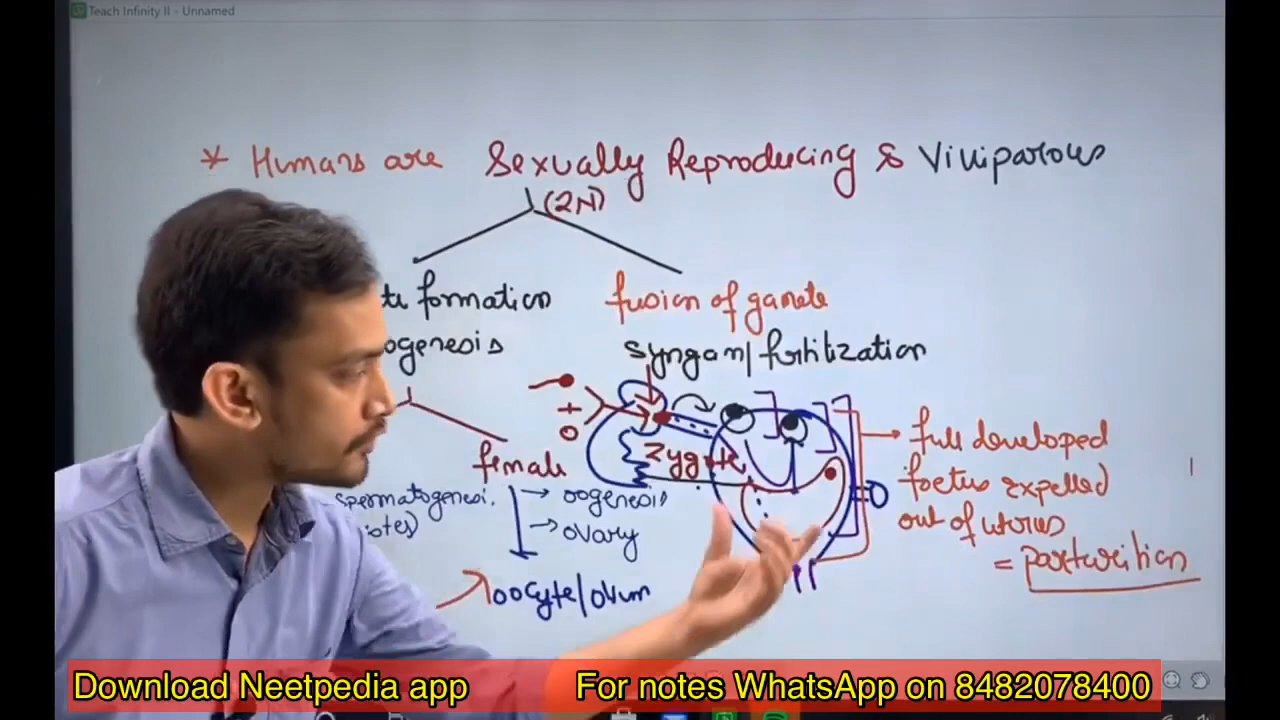 Teach Infinity II - Unnamed
* Humans are Sexually Reproducing & Viviparous
(2N)
formation
fusion of gamete
ogenesis
syngamy/fertilization
female
zygote
full developed
foetus expelled
out of uterus
= parturition
spermatogenesi.
→ oogenesis
→ ovary
oocyte/ovum
Download Neetpedia app
For notes WhatsApp on 8482078400